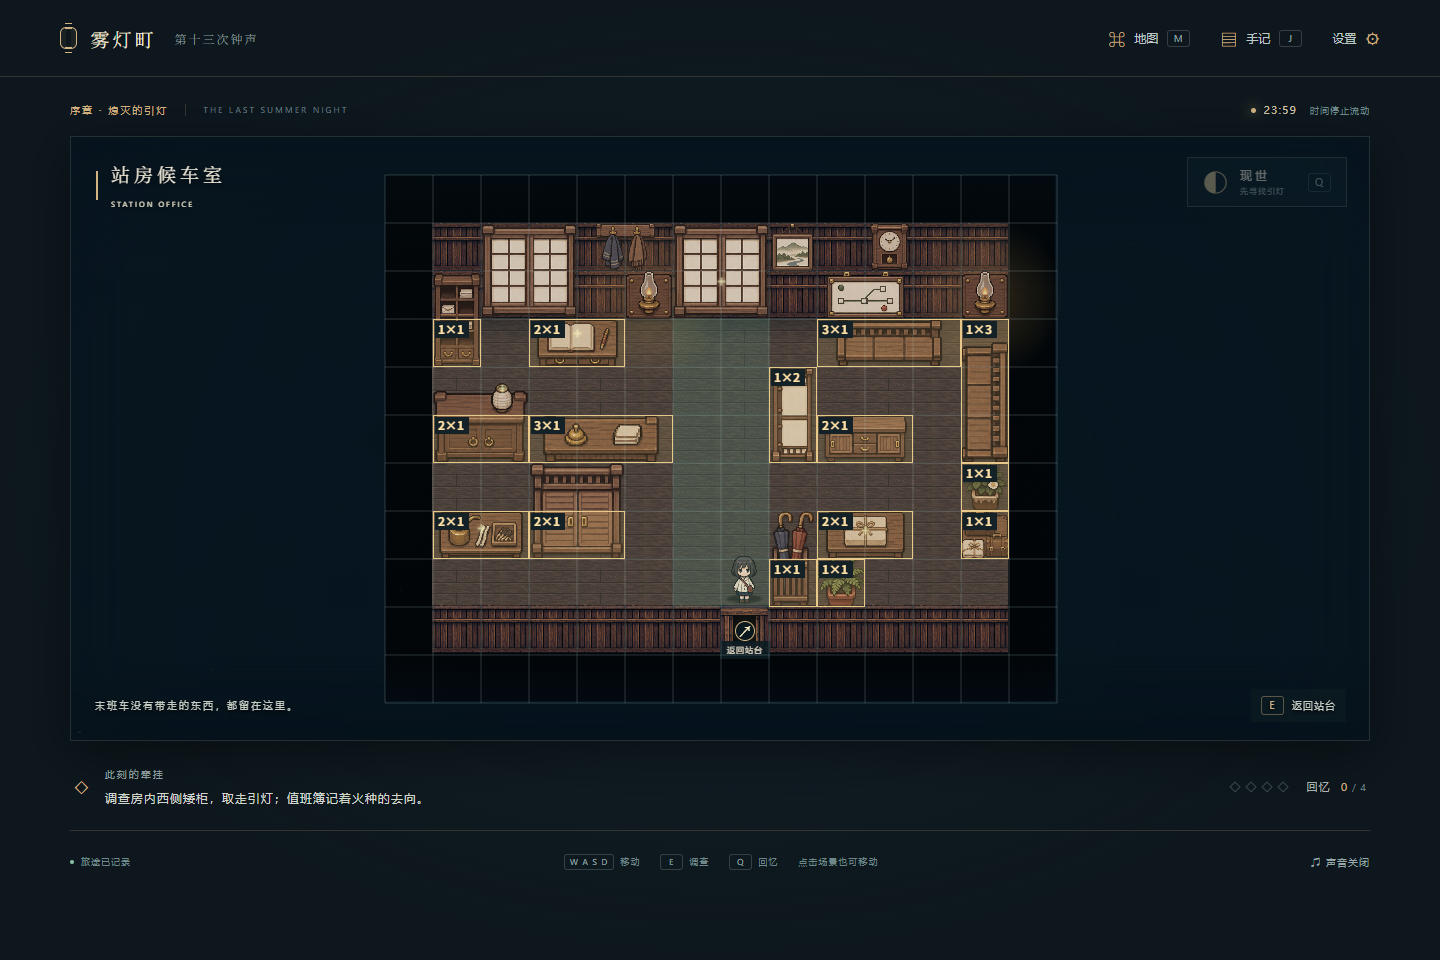 雾灯町 第十三次钟声 地图 M 手记 J 设置
序章 · 熄灭的引灯 THE LAST SUMMER NIGHT 23:59 时间停止流动
站房候车室
STATION OFFICE
现世 Q
先寻找引灯
1×1 2×1 3×1 1×3
1×2
2×1 3×1 2×1
1×1
2×1 2×1 2×1 1×1
1×1 1×1
返回站台
末班车没有带走的东西，都留在这里。 E 返回站台
此刻的牵挂
调查房内西侧矮柜，取走引灯；值班簿记着火种的去向。 回忆 0 / 4
旅途已记录 WASD 移动 E 调查 Q 回忆 点击场景也可移动 声音关闭